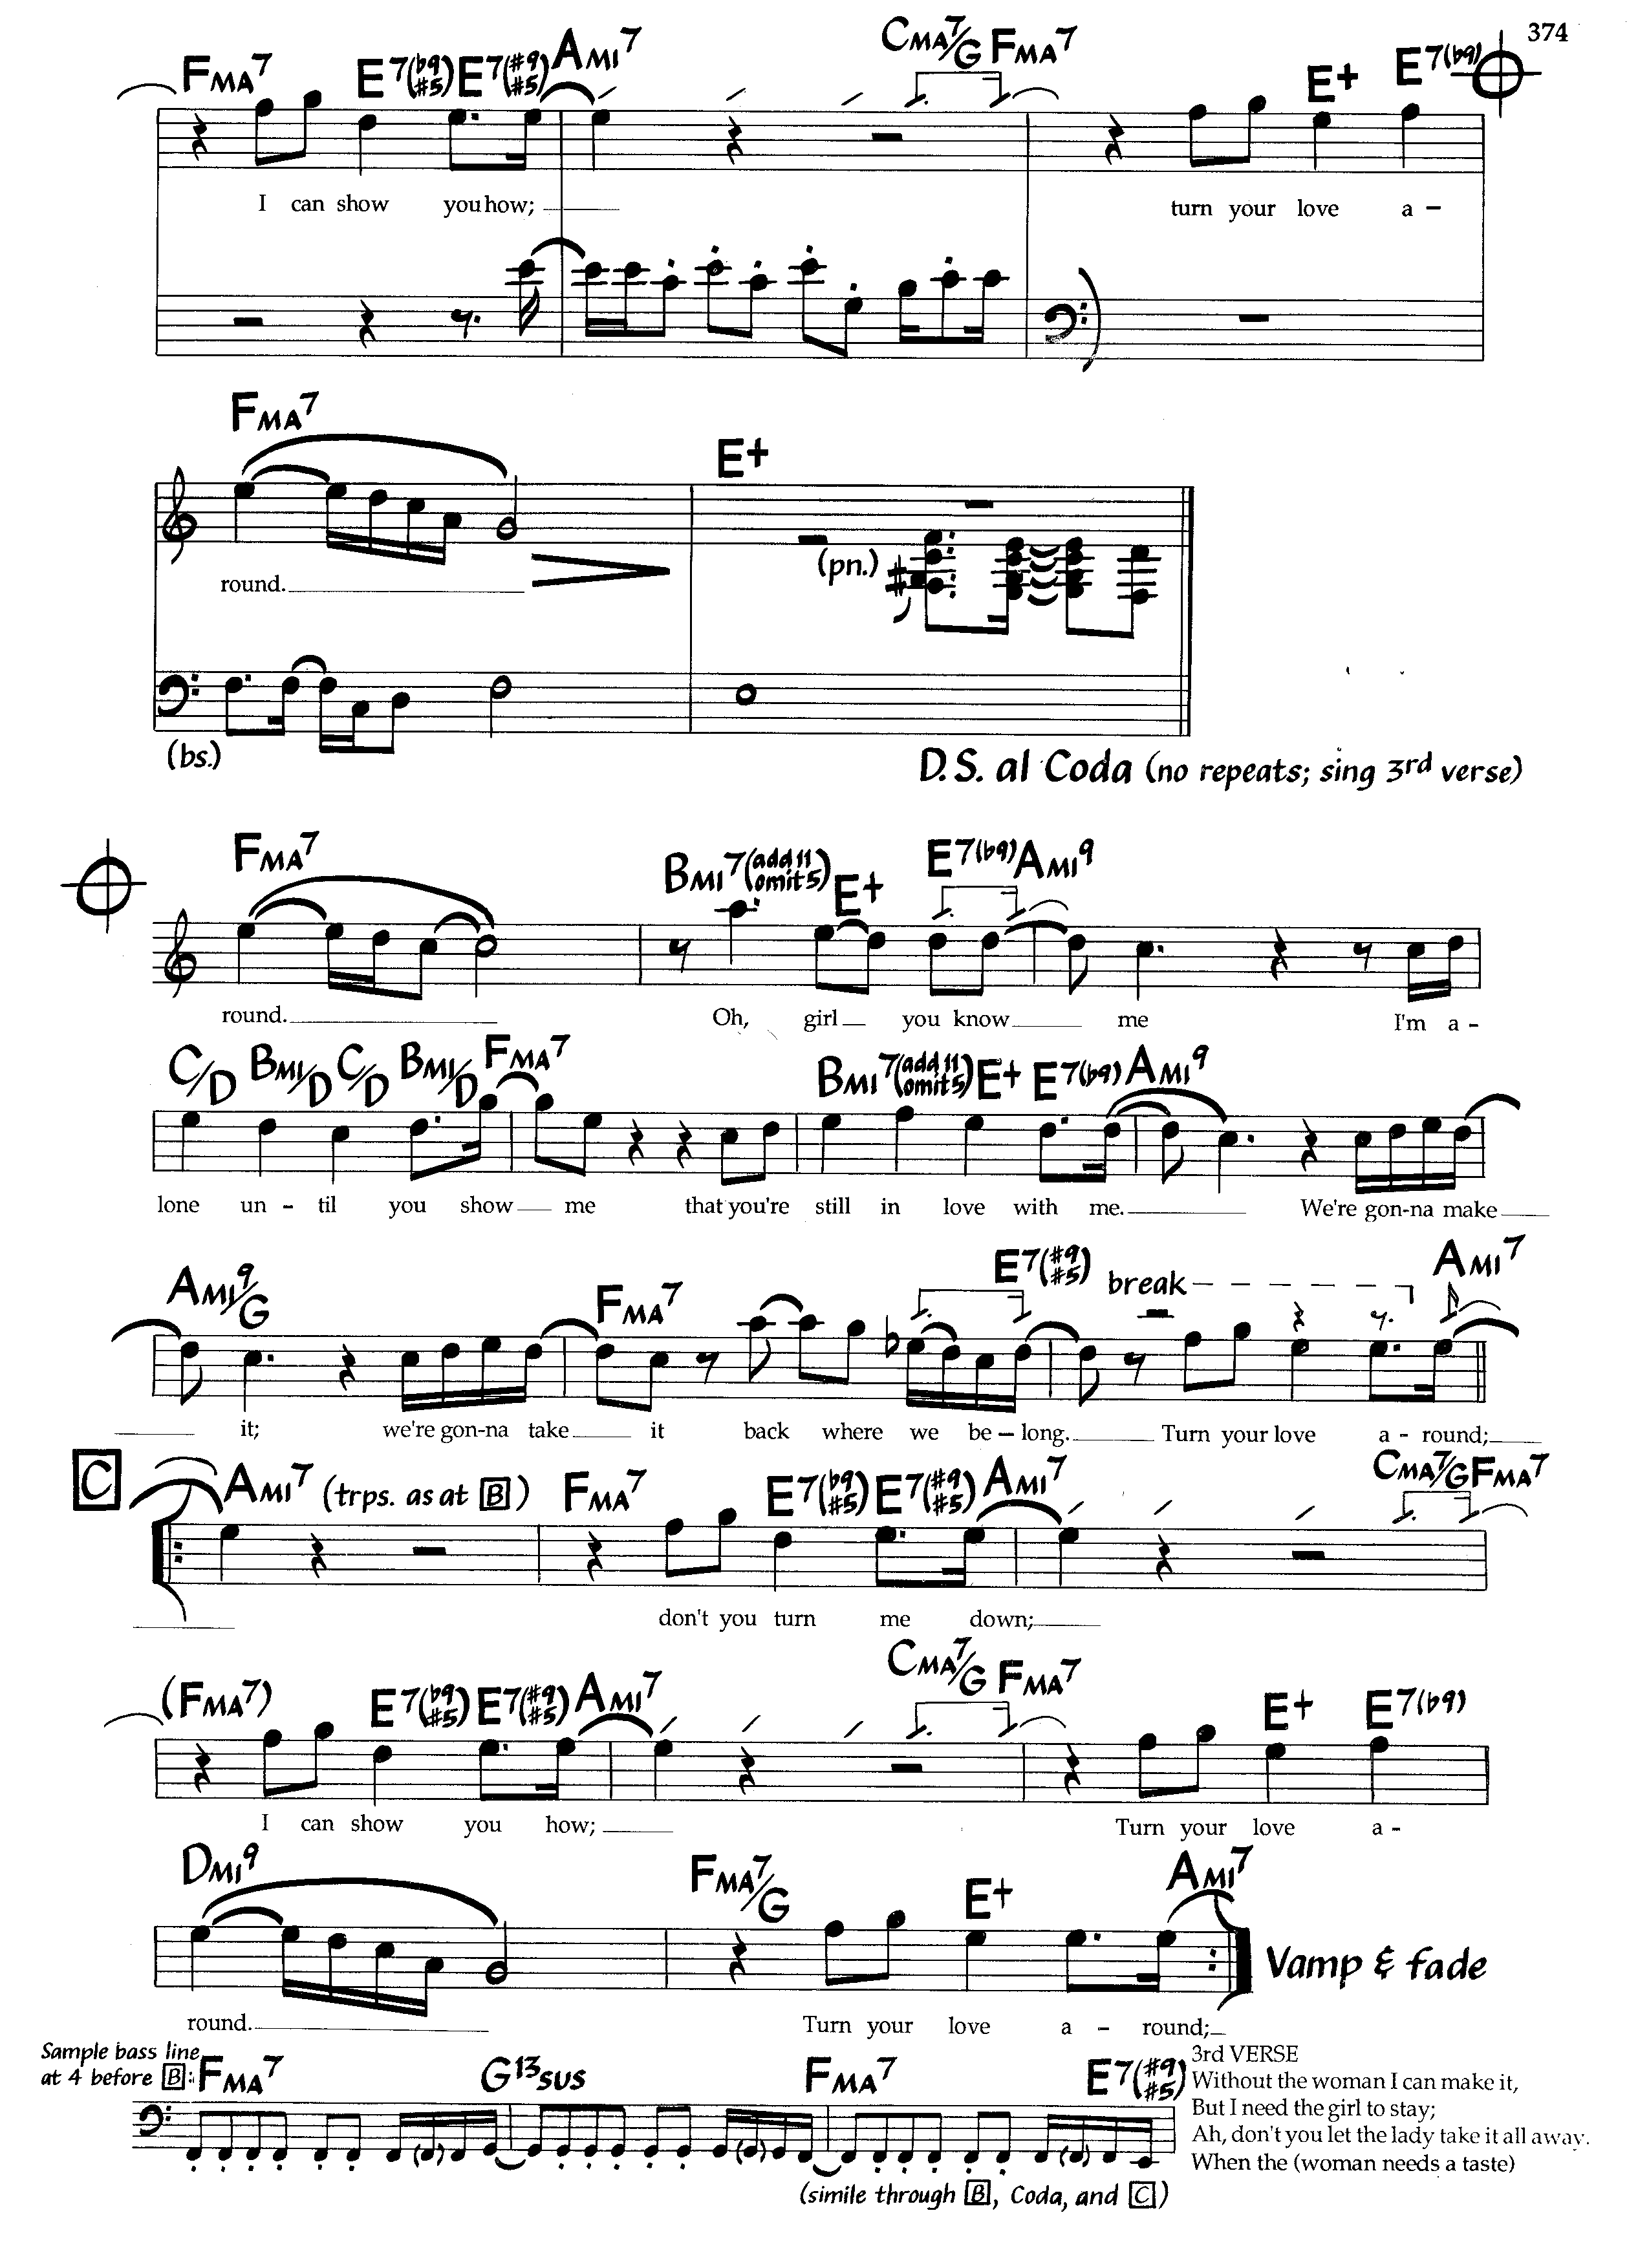 374
FMA7 E7(b9 #5) E7(#9 #5) AMI7 CMA7/G FMA7 E+ E7(b9)
I can show you how; turn your love a –
FMA7 E+
(pn.)
round.
(bs.)
D.S. al Coda (no repeats; sing 3rd verse)
FMA7 BMI7(add 11 omit 5) E+ E7(b9) AMI9
round. Oh, girl you know me I'm a -
C/D BMI/D C/D BMI/D FMA7 BMI7(add 11 omit 5) E+ E7(b9) AMI9
lone un - til you show me that you're still in love with me. We're gon-na make
AMI9/G FMA7 E7(#9 #5) break AMI7
it; we're gon-na take it back where we be – long. Turn your love a - round;
C AMI7 (trps. as at B) FMA7 E7(b9 #5) E7(#9 #5) AMI7 CMA7/G FMA7
don't you turn me down;
(FMA7) E7(b9 #5) E7(#9 #5) AMI7 CMA7/G FMA7 E+ E7(b9)
I can show you how; Turn your love a -
DMI9 FMA7/G E+ AMI7
Vamp & fade
round. Turn your love a – round;
Sample bass line
at 4 before B: FMA7 G13SUS FMA7 E7(#9 #5)
(simile through B, Coda, and C)
3rd VERSE
Without the woman I can make it,
But I need the girl to stay;
Ah, don't you let the lady take it all away.
When the (woman needs a taste)